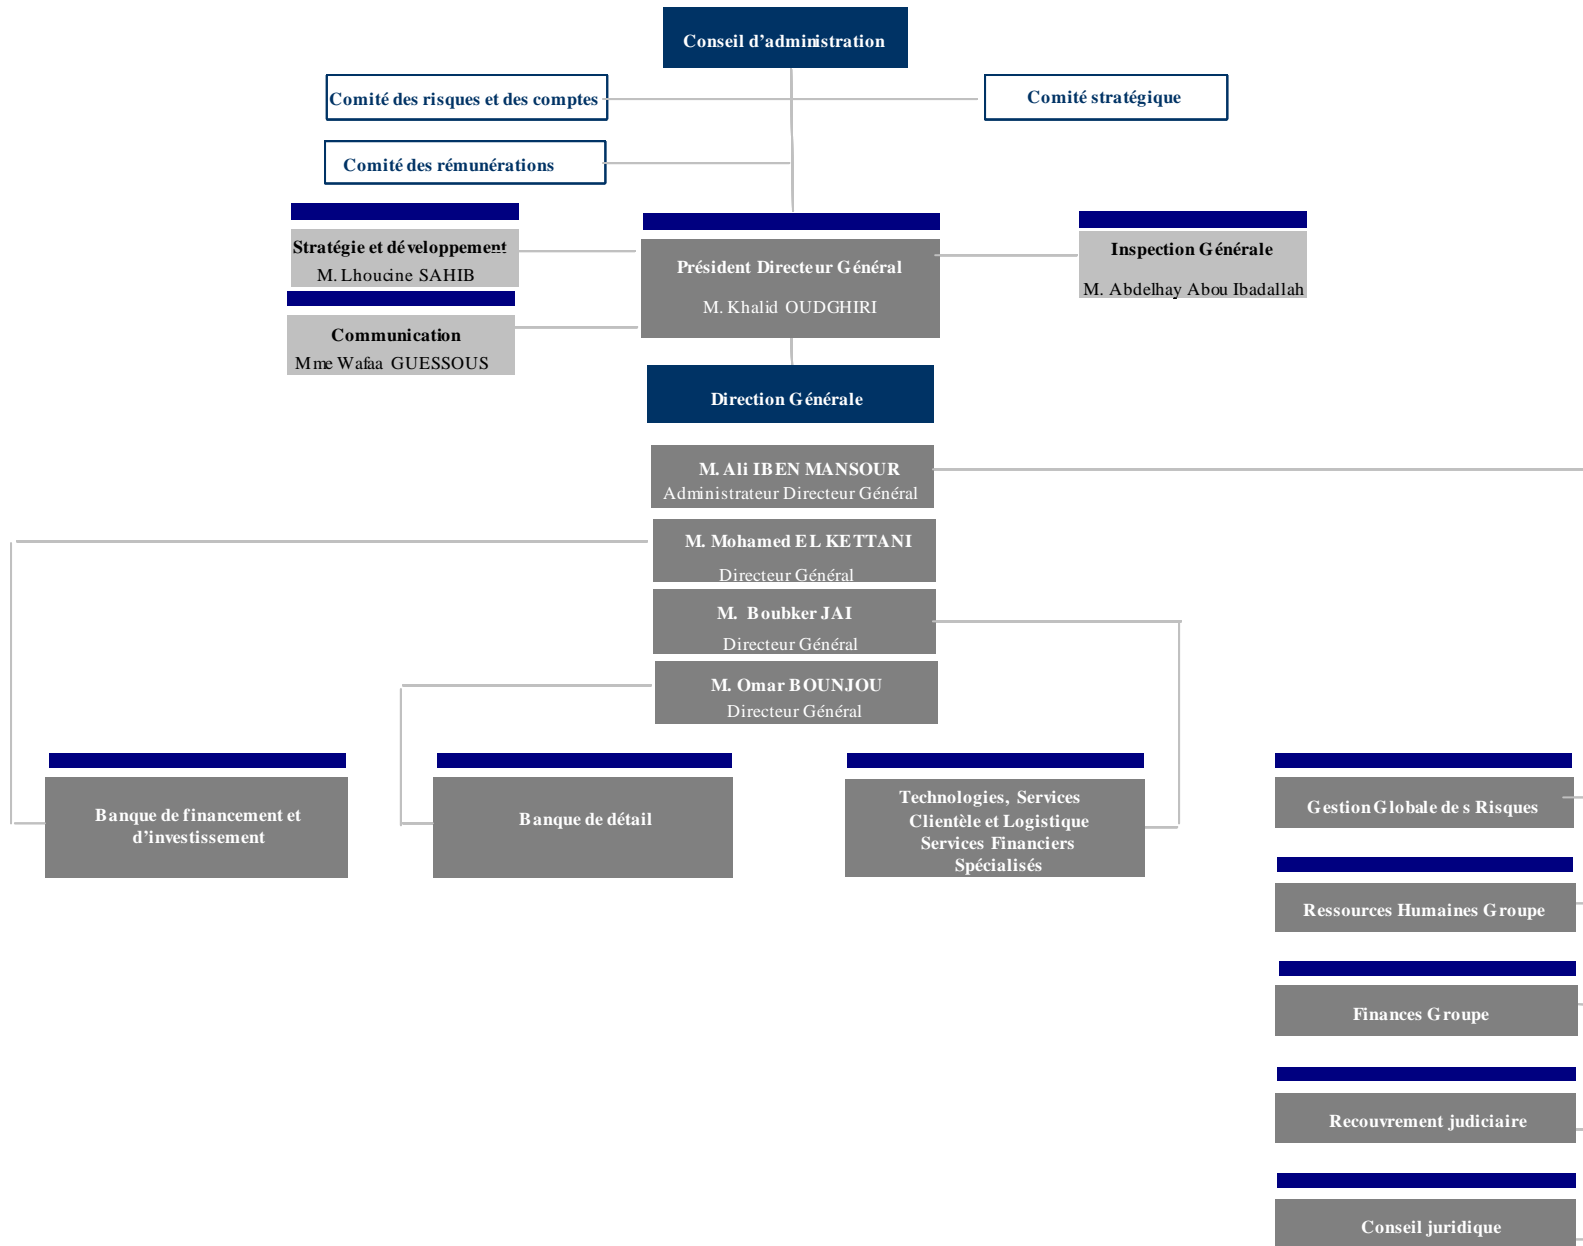 Conseil d'administration
Comité des risques et des comptes
Comité stratégique
Comité des rémunérations
Stratégie et développement
M. Lhoucine SAHIB
Président Directeur Général
M. Khalid OUDGHIRI
Inspection Générale
M. Abdelhay Abou Ibadallah
Communication
Mme Wafaa GUESSOUS
Direction Générale
M. Ali IBEN MANSOUR
Administrateur Directeur Général
M. Mohamed EL KETTANI
Directeur Général
M. Boubker JAI
Directeur Général
M. Omar BOUNJOU
Directeur Général
Banque de financement et
d'investissement
Banque de détail
Technologies, Services
Clientèle et Logistique
Services Financiers
Spécialisés
Gestion Globale des Risques
Ressources Humaines Groupe
Finances Groupe
Recouvrement judiciaire
Conseil juridique